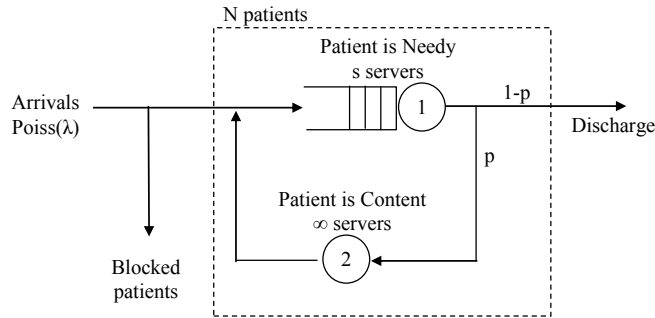 N patients
Patient is Needy
s servers
Arrivals
Poiss(λ)
1
1-p
Discharge
p
Patient is Content
∞ servers
2
Blocked
patients